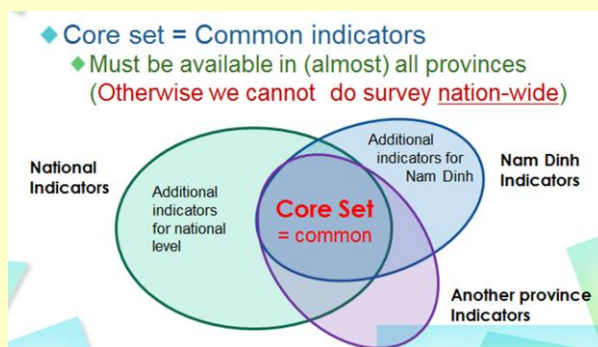 Core set = Common indicators
Must be available in (almost) all provinces
(Otherwise we cannot do survey nation-wide)
National
Indicators
Additional
indicators
for national
level
Core Set
= common
Additional
indicators for
Nam Dinh
Nam Dinh
Indicators
Another province
Indicators